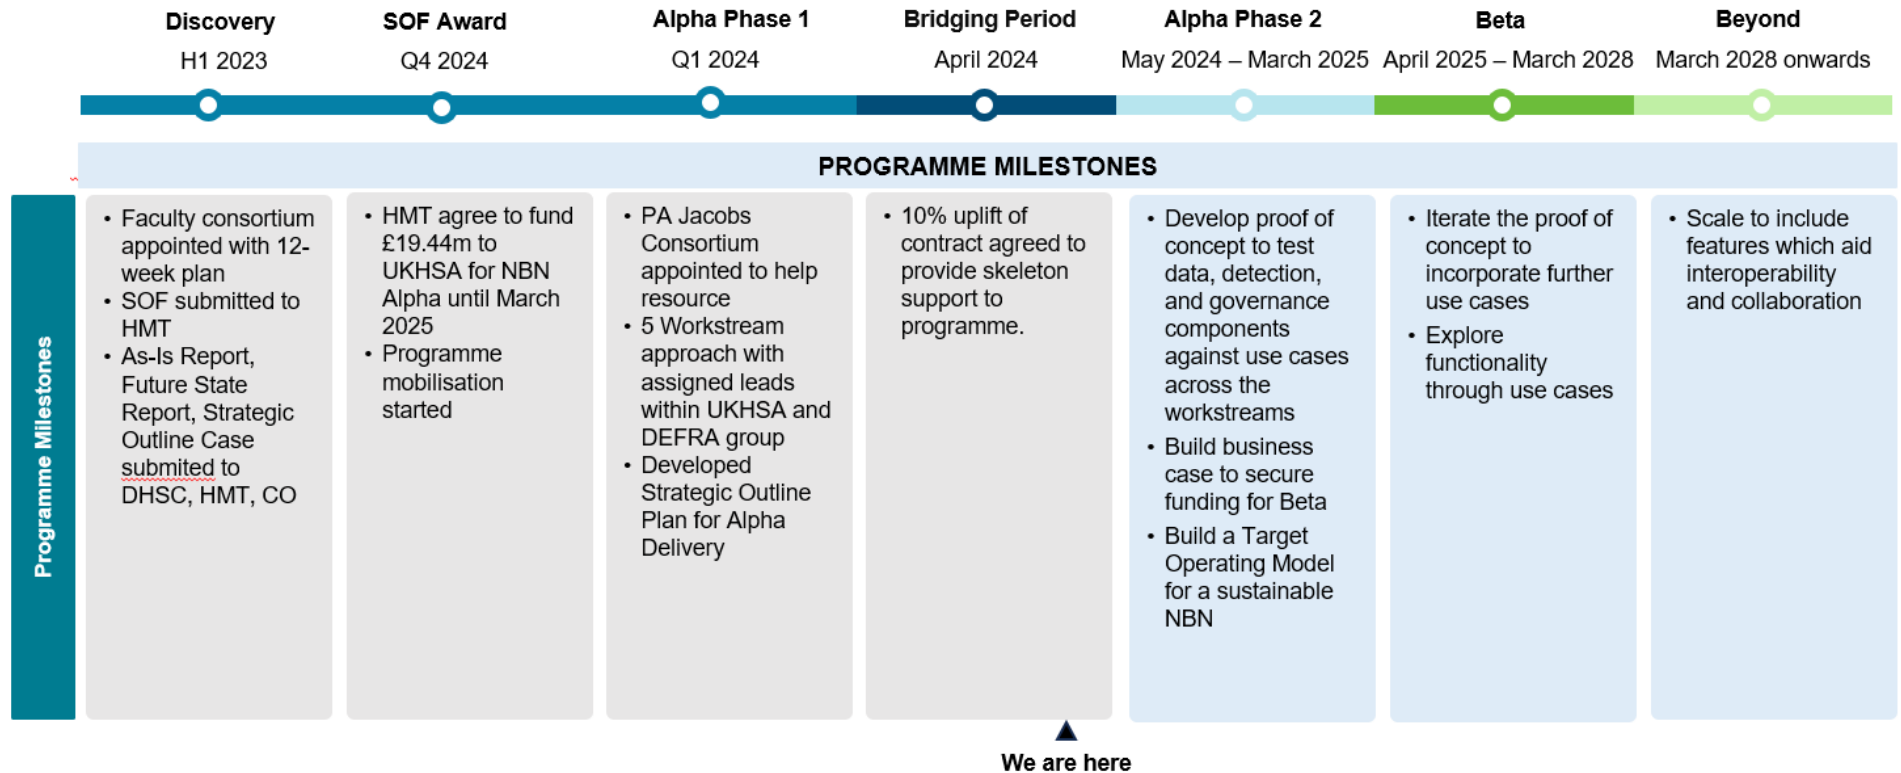 Discovery
H1 2023
SOF Award
Q4 2024
Alpha Phase 1
Q1 2024
Bridging Period
April 2024
Alpha Phase 2
May 2024 – March 2025
Beta
April 2025 – March 2028
Beyond
March 2028 onwards
PROGRAMME MILESTONES
Programme Milestones
• Faculty consortium
appointed with 12-
week plan
• SOF submitted to
HMT
• As-Is Report,
Future State
Report, Strategic
Outline Case
submited to
DHSC, HMT, CO
• HMT agree to fund
£19.44m to
UKHSA for NBN
Alpha until March
2025
• Programme
mobilisation
started
• PA Jacobs
Consortium
appointed to help
resource
• 5 Workstream
approach with
assigned leads
within UKHSA and
DEFRA group
• Developed
Strategic Outline
Plan for Alpha
Delivery
• 10% uplift of
contract agreed to
provide skeleton
support to
programme.
• Develop proof of
concept to test
data, detection,
and governance
components
against use cases
across the
workstreams
• Build business
case to secure
funding for Beta
• Build a Target
Operating Model
for a sustainable
NBN
• Iterate the proof of
concept to
incorporate further
use cases
• Explore
functionality
through use cases
• Scale to include
features which aid
interoperability
and collaboration
We are here